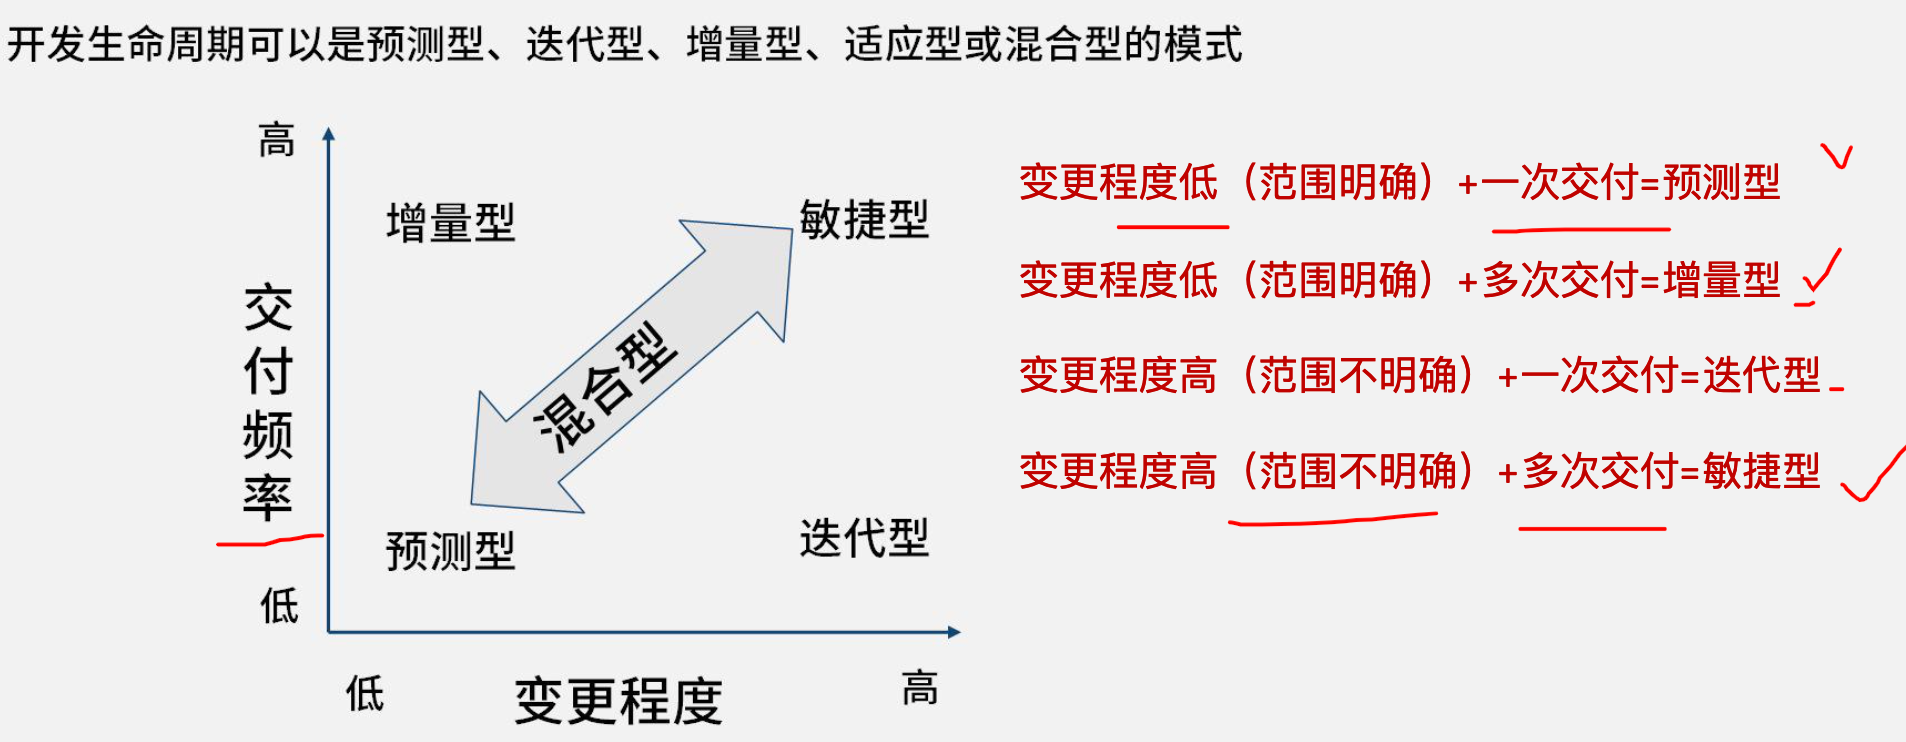 开发生命周期可以是预测型、迭代型、增量型、适应型或混合型的模式
高
增量型
敏捷型
交付频率
混合型
预测型
迭代型
低
低
变更程度
高
变更程度低（范围明确）+一次交付=预测型
变更程度低（范围明确）+多次交付=增量型
变更程度高（范围不明确）+一次交付=迭代型
变更程度高（范围不明确）+多次交付=敏捷型